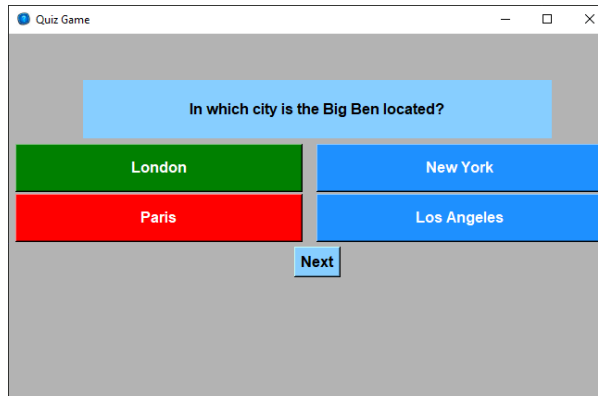 Quiz Game
In which city is the Big Ben located?
London
New York
Paris
Los Angeles
Next